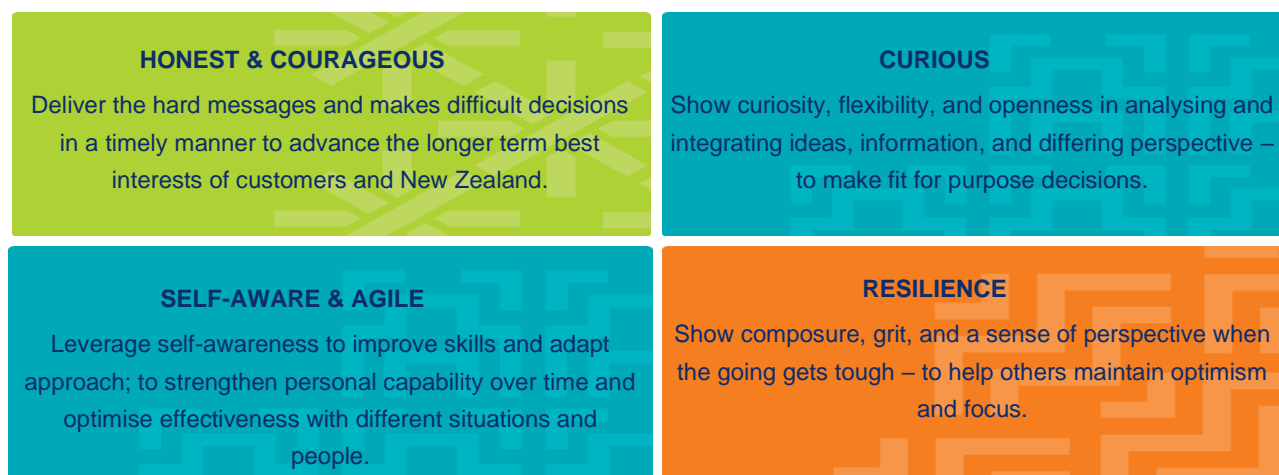 HONEST & COURAGEOUS
Deliver the hard messages and makes difficult decisions
in a timely manner to advance the longer term best
interests of customers and New Zealand.
CURIOUS
Show curiosity, flexibility, and openness in analysing and
integrating ideas, information, and differing perspective –
to make fit for purpose decisions.
SELF-AWARE & AGILE
Leverage self-awareness to improve skills and adapt
approach; to strengthen personal capability over time and
optimise effectiveness with different situations and
people.
RESILIENCE
Show composure, grit, and a sense of perspective when
the going gets tough – to help others maintain optimism
and focus.